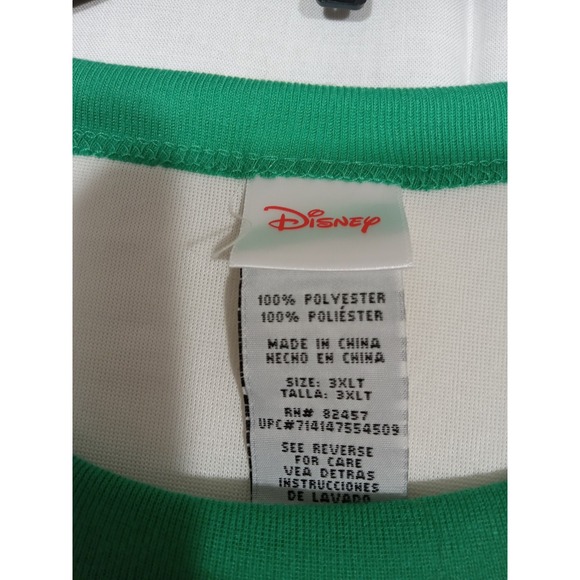 Disney
100% POLYESTER
100% POLIÉSTER
MADE IN CHINA
HECHO EN CHINA
SIZE: 3XLT
TALLA: 3XLT
RN# 82457
UPC#714147554509
SEE REVERSE
FOR CARE
VEA DETRAS
INSTRUCCIONES
DE LAVADO